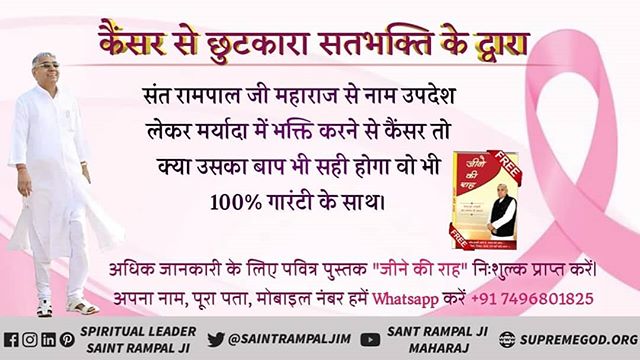 कैंसर से छुटकारा सतभक्ति के द्वारा
संत रामपाल जी महाराज से नाम उपदेश
लेकर मर्यादा में भक्ति करने से कैंसर तो
क्या उसका बाप भी सही होगा वो भी
100% गारंटी के साथ।
जीने
की
राह
FREE
FREE
अधिक जानकारी के लिए पवित्र पुस्तक "जीने की राह" निःशुल्क प्राप्त करें।
अपना नाम, पूरा पता, मोबाइल नंबर हमें Whatsapp करें +91 7496801825
SPIRITUAL LEADER
SAINT RAMPAL JI
@SAINTRAMPALJIM
SANT RAMPAL JI
MAHARAJ
SUPREMEGOD.ORG